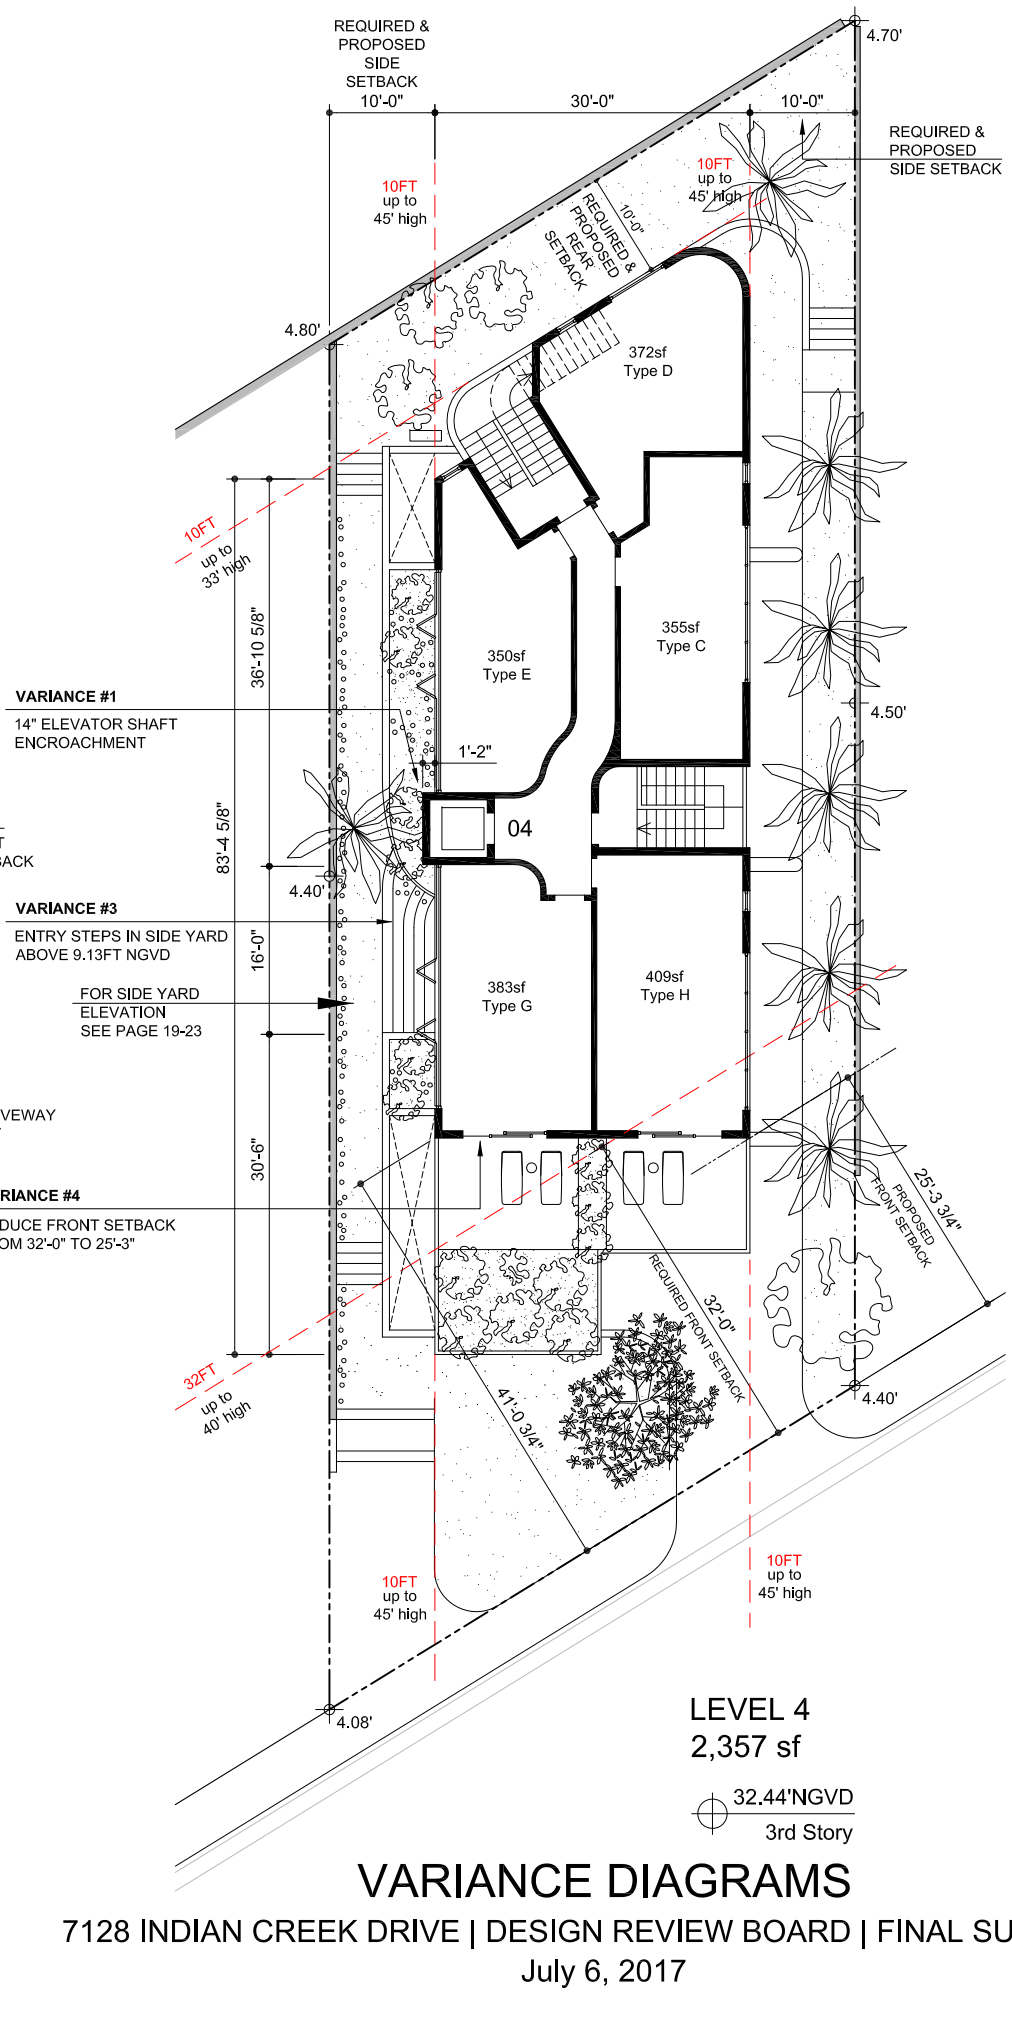 REQUIRED &
PROPOSED
SIDE
SETBACK
10'-0"
30'-0"
10'-0"
4.70'
REQUIRED &
PROPOSED
SIDE SETBACK
10FT
up to
45' high
10FT
up to
45' high
REQUIRED &
PROPOSED
REAR
SETBACK
10'-0"
4.80'
372sf
Type D
10FT
up to
33' high
36'-10 5/8"
350sf
Type E
355sf
Type C
VARIANCE #1
14" ELEVATOR SHAFT
ENCROACHMENT
4.50'
1'-2"
83'-4 5/8"
04
T
BACK
4.40'
VARIANCE #3
ENTRY STEPS IN SIDE YARD
ABOVE 9.13FT NGVD
16'-0"
383sf
Type G
409sf
Type H
FOR SIDE YARD
ELEVATION
SEE PAGE 19-23
VEWAY
30'-6"
RIANCE #4
DUCE FRONT SETBACK
OM 32'-0" TO 25'-3"
25'-3 3/4"
PROPOSED
FRONT SETBACK
32'-0"
REQUIRED FRONT SETBACK
41'-0 3/4"
32FT
up to
40' high
4.40'
10FT
up to
45' high
10FT
up to
45' high
4.08'
LEVEL 4
2,357 sf
32.44'NGVD
3rd Story
VARIANCE DIAGRAMS
7128 INDIAN CREEK DRIVE | DESIGN REVIEW BOARD | FINAL SU
July 6, 2017